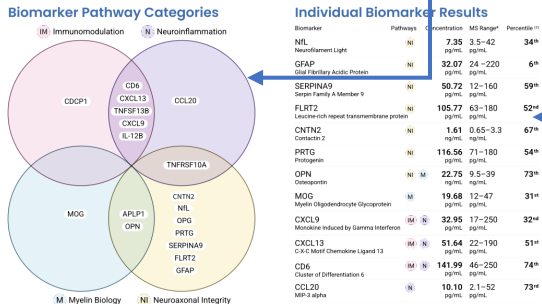 Biomarker Pathway Categories
IM Immunomodulation N Neuroinflammation
CDCP1
CD6
CXCL13
TNFSF13B
CXCL9
IL-12B
CCL20
TNFRSF10A
MOG
APLP1
OPN
CNTN2
NfL
OPG
PRTG
SERPINA9
FLRT2
GFAP
M Myelin Biology NI Neuroaxonal Integrity
Individual Biomarker Results
Biomarker Pathways Concentration MS Range* Percentile
NfL NI 7.35 3.5–42 34th
Neurofilament Light pg/mL pg/mL
GFAP NI 32.07 24 –220 6th
Glial Fibrillary Acidic Protein pg/mL pg/mL
SERPINA9 NI 50.72 12–160 59th
Serpin Family A Member 9 pg/mL pg/mL
FLRT2 NI 105.77 63–180 52nd
Leucine-rich repeat transmembrane protein pg/mL pg/mL
CNTN2 NI 1.61 0.65–3.3 67th
Contactin 2 ng/mL ng/mL
PRTG NI 116.56 71–180 54th
Protogenin pg/mL pg/mL
OPN NI M 22.75 9.5–39 73th
Osteopontin ng/mL ng/mL
MOG M 19.68 12–47 31st
Myelin Oligodendrocyte Glycoprotein pg/mL pg/mL
CXCL9 IM N 32.95 17–250 32nd
Monokine Induced by Gamma Interferon pg/mL pg/mL
CXCL13 IM N 51.64 22–190 51st
C-X-C Motif Chemokine Ligand 13 pg/mL pg/mL
CD6 IM N 141.99 46–250 74th
Cluster of Differentiation 6 pg/mL pg/mL
CCL20 N 10.10 2.1–52 73rd
MIP-3 alpha pg/mL pg/mL